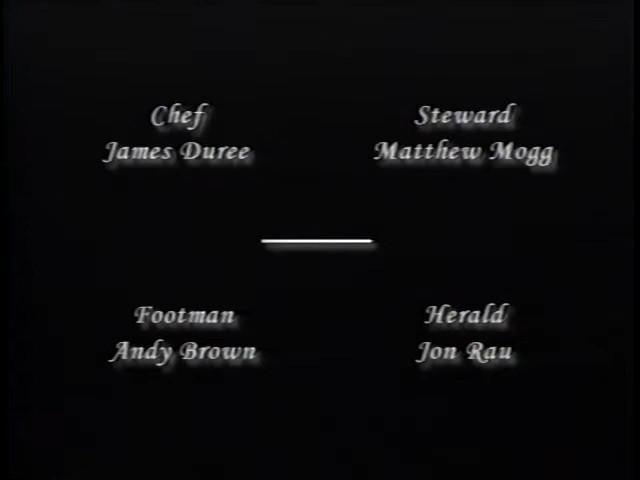 Chef
James Duree
Steward
Matthew Mogg
Footman
Andy Brown
Herald
Jon Rau